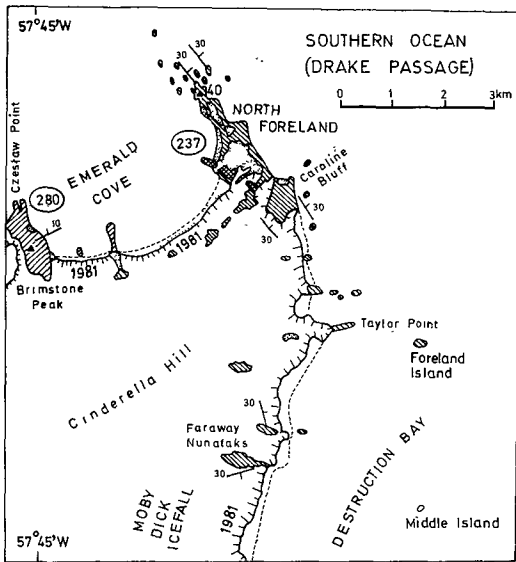 57°45'W
SOUTHERN OCEAN
(DRAKE PASSAGE)
0 1 2 3km
30
30
NORTH
FORELAND
237
Czesław Point
280
EMERALD
COVE
Caroline
Bluff
10
30
30
1981
1981
Brimstone
Peak
Taylor Point
Foreland
Island
Cinderella Hill
30
Faraway
Nunataks
30
DESTRUCTION BAY
MOBY
DICK
ICEFALL
1981
Middle Island
57°45'W